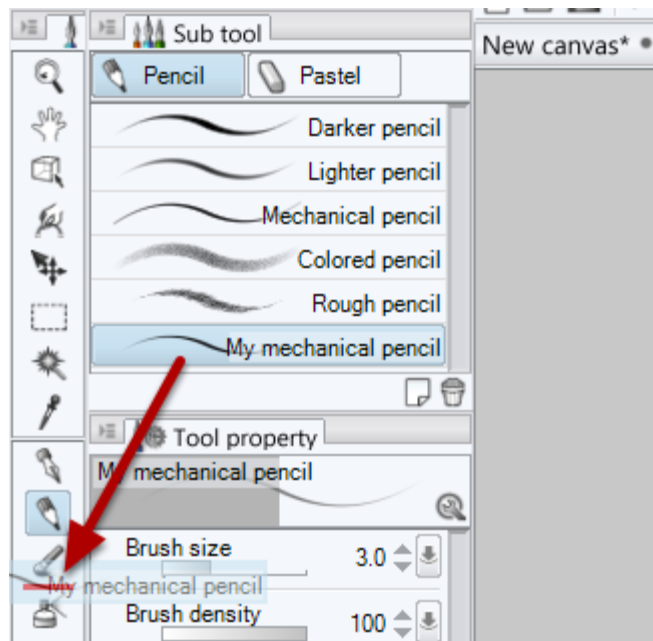 Sub tool
New canvas*
Pencil
Pastel
Darker pencil
Lighter pencil
Mechanical pencil
Colored pencil
Rough pencil
My mechanical pencil
Tool property
My mechanical pencil
Brush size 3.0
My mechanical pencil
Brush density 100